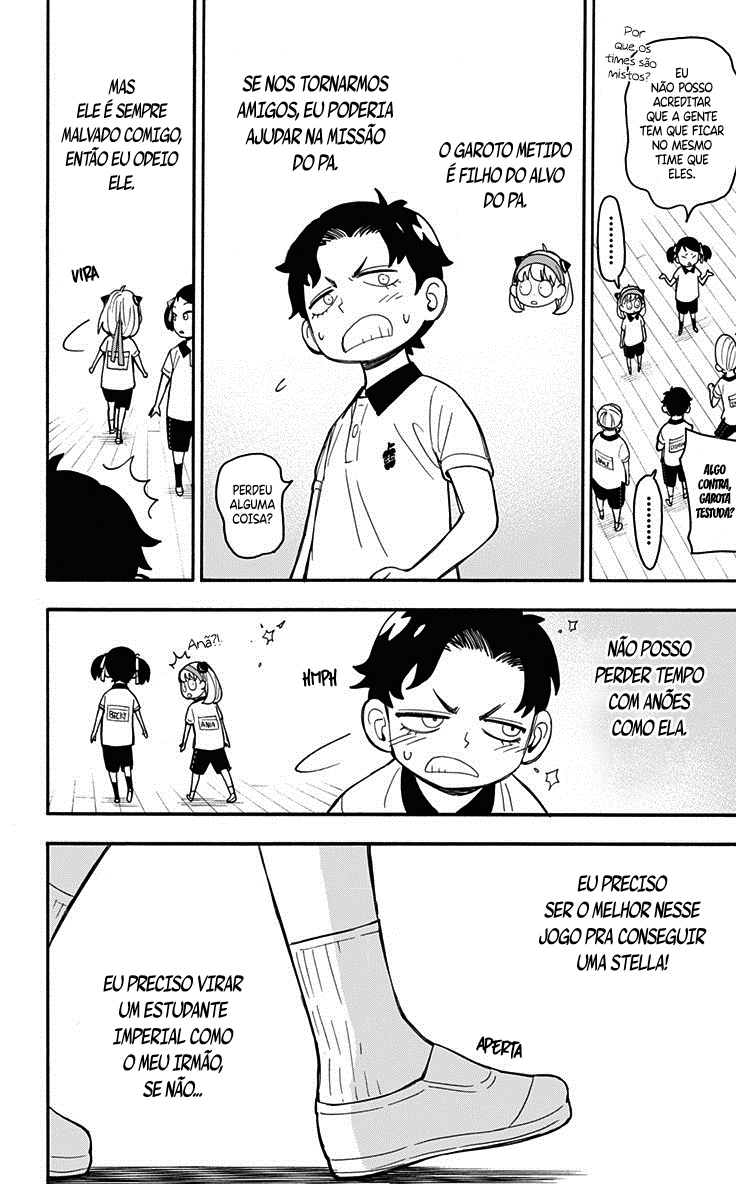 Por
que os
times são
mistos?
EU
NÃO POSSO
ACREDITAR
QUE A GENTE
TEM QUE FICAR
NO MESMO
TIME QUE
ELES.
.......
ALGO
CONTRA,
GAROTA
TESTUDA?
.......
O GAROTO METIDO
É FILHO DO ALVO
DO PA.
SE NOS TORNARMOS
AMIGOS, EU PODERIA
AJUDAR NA MISSÃO
DO PA.
PERDEU
ALGUMA
COISA?
MAS
ELE É SEMPRE
MALVADO COMIGO,
ENTÃO EU ODEIO
ELE.
VIRA
NÃO POSSO
PERDER TEMPO
COM ANÕES
COMO ELA.
HMPH
Anã?!
ANIA
BECKY
EU PRECISO
SER O MELHOR NESSE
JOGO PRA CONSEGUIR
UMA STELLA!
APERTA
EU PRECISO VIRAR
UM ESTUDANTE
IMPERIAL COMO
O MEU IRMÃO,
SE NÃO...